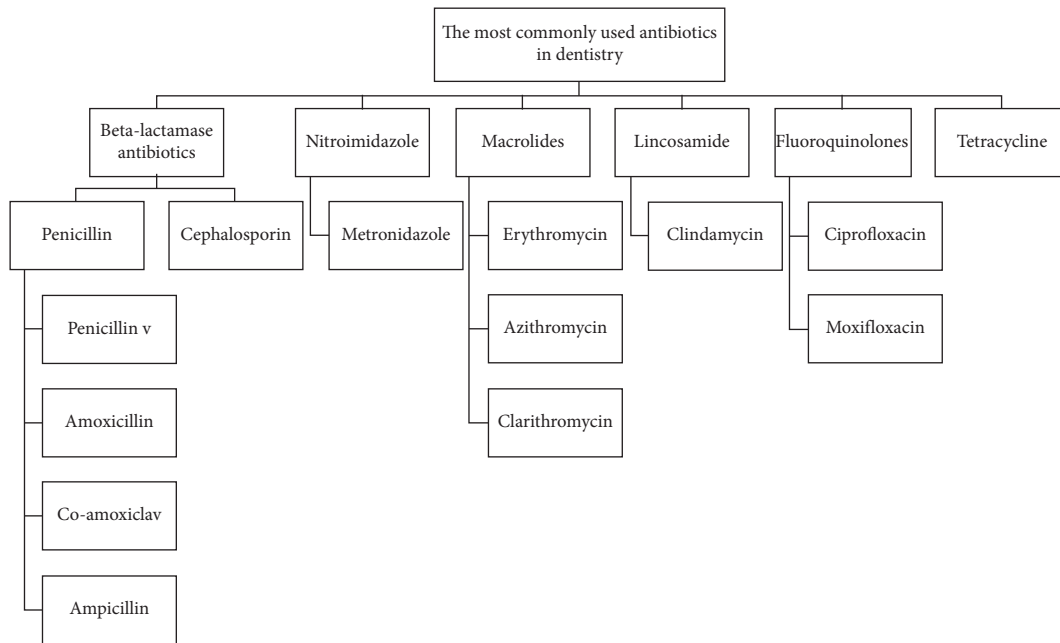 The most commonly used antibiotics
in dentistry
Beta-lactamase
antibiotics
Nitroimidazole
Macrolides
Lincosamide
Fluoroquinolones
Tetracycline
Penicillin
Cephalosporin
Metronidazole
Erythromycin
Clindamycin
Ciprofloxacin
Penicillin v
Azithromycin
Moxifloxacin
Amoxicillin
Clarithromycin
Co-amoxiclav
Ampicillin